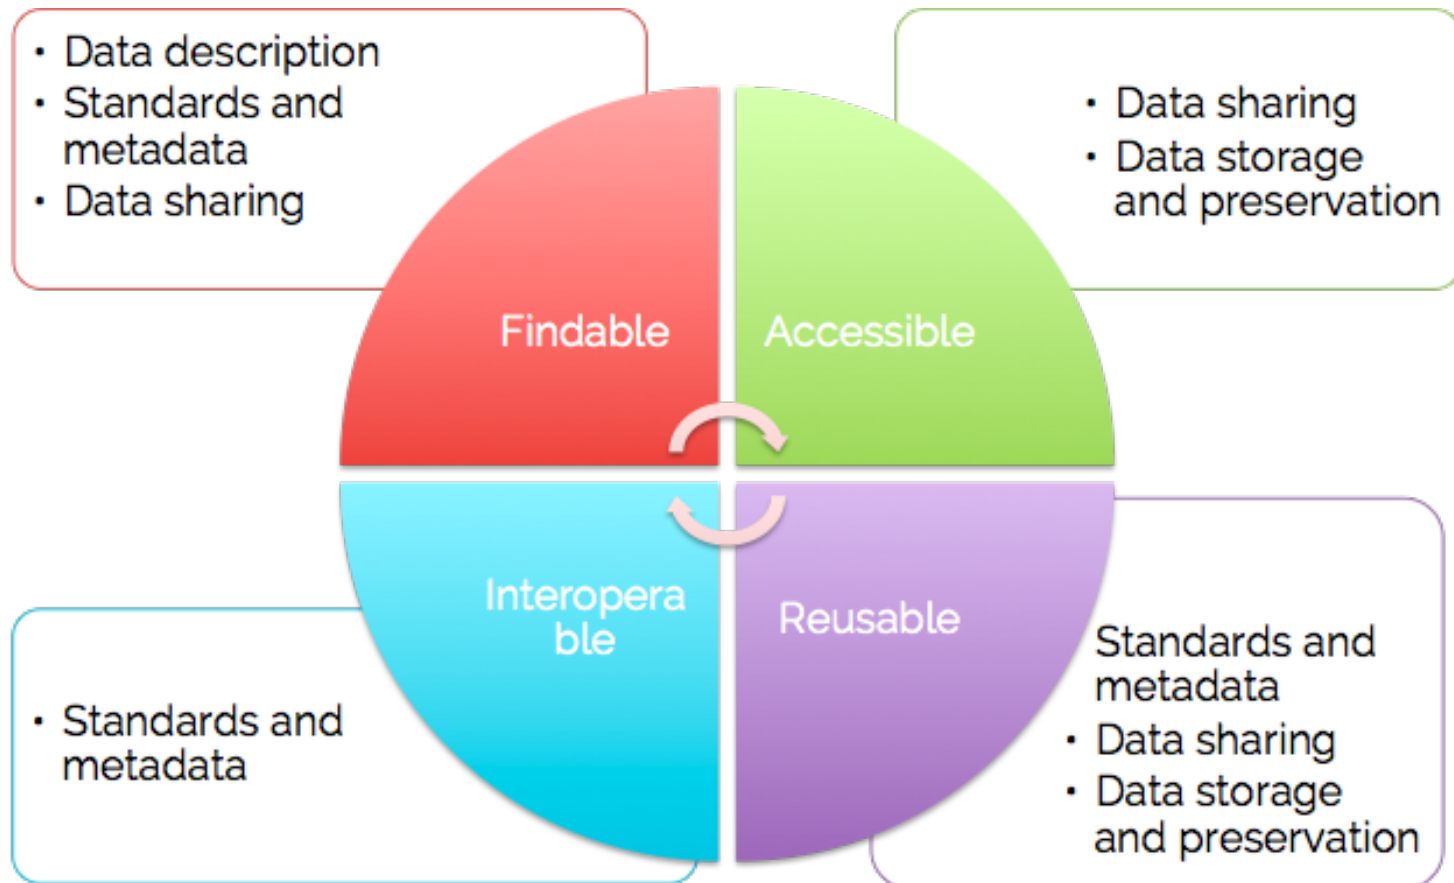 • Data description
• Standards and
metadata
• Data sharing
• Data sharing
• Data storage
and preservation
Findable
Accessible
Interopera
ble
Reusable
• Standards and
metadata
Standards and
metadata
• Data sharing
• Data storage
and preservation